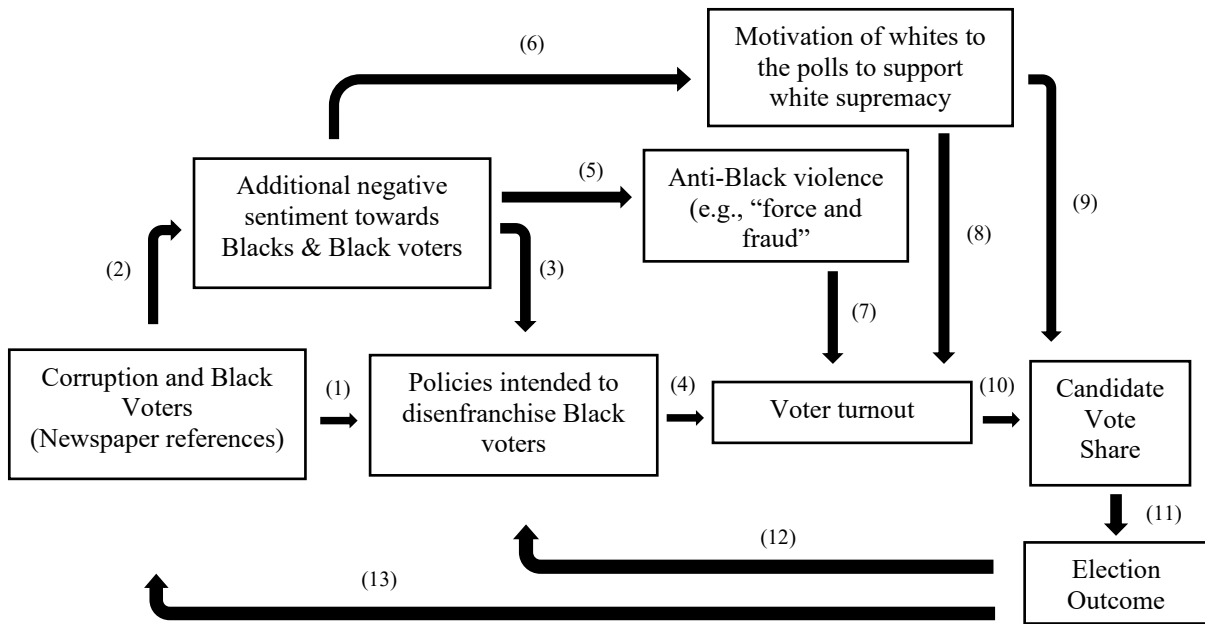 (6)
Motivation of whites to
the polls to support
white supremacy
Additional negative
sentiment towards
Blacks & Black voters
(5)
Anti-Black violence
(e.g., “force and
fraud”
(9)
(8)
(2)
(3)
(7)
Corruption and Black
Voters
(Newspaper references)
(1)
Policies intended to
disenfranchise Black
voters
(4)
Voter turnout
(10)
Candidate
Vote
Share
(11)
(12)
(13)
Election
Outcome